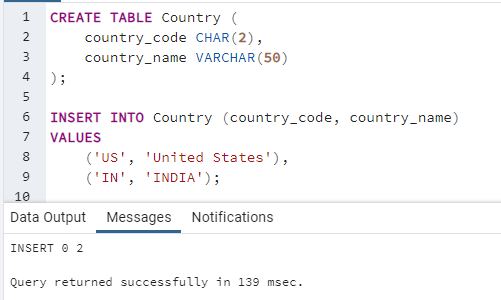 1 CREATE TABLE Country (
2     country_code CHAR(2),
3     country_name VARCHAR(50)
4 );
5
6 INSERT INTO Country (country_code, country_name)
7 VALUES
8     ('US', 'United States'),
9     ('IN', 'INDIA');
10
Data Output Messages Notifications
INSERT 0 2
Query returned successfully in 139 msec.